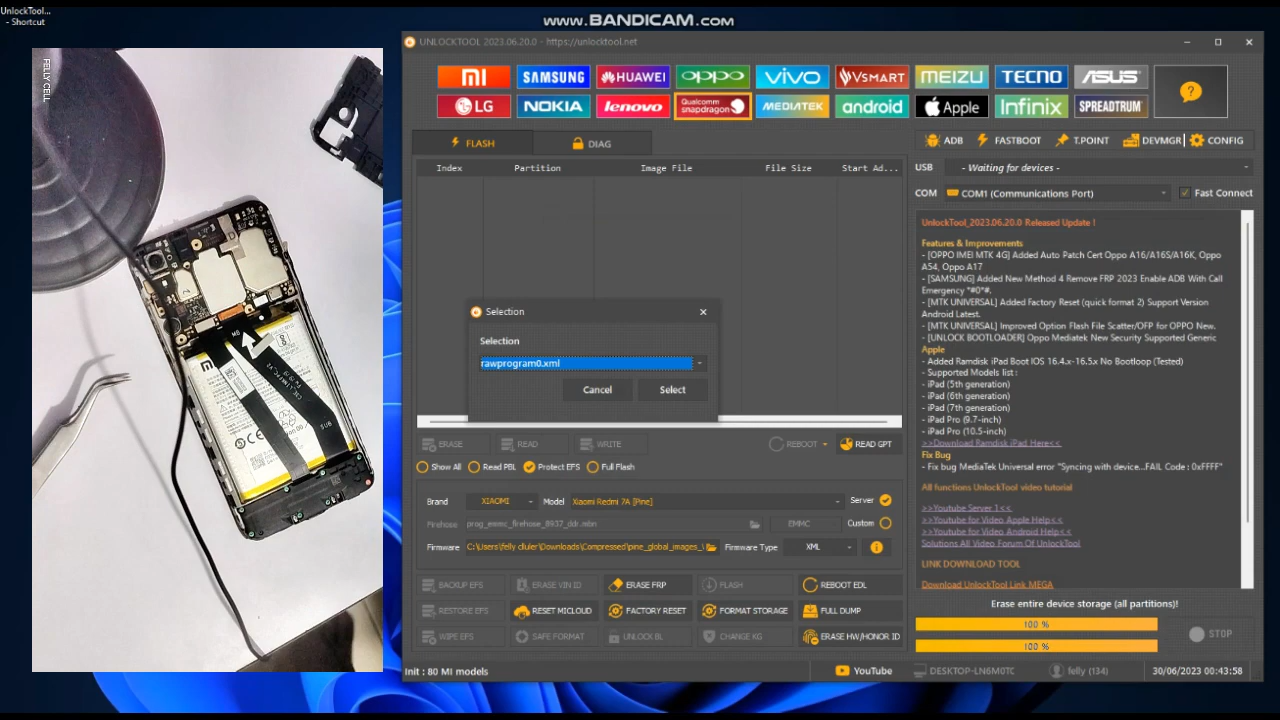 UnlockTool...
- Shortcut
www.BANDICAM.com
FELLY CELL
UNLOCKTOOL 2023.06.20.0 - https://unlocktool.net
MI SAMSUNG HUAWEI oppo vivo VSMART MEIZU TECNO ASUS
LG NOKIA lenovo Qualcomm snapdragon MEDIATEK android Apple Infinix SPREADTRUM
?
FLASH DIAG
ADB FASTBOOT T.POINT DEVMGR CONFIG
Index Partition Image File File Size Start Ad...
USB - Waiting for devices -
COM COM1 (Communications Port) Fast Connect
UnlockTool_2023.06.20.0 Released Update !
Features & Improvements
- [OPPO IMEI MTK 4G] Added Auto Patch Cert Oppo A16/A16S/A16K, Oppo
A54, Oppo A17
- [SAMSUNG] Added New Method 4 Remove FRP 2023 Enable ADB With Call
Emergency *#0*#.
- [MTK UNIVERSAL] Added Factory Reset (quick format 2) Support Version
Android Latest.
- [MTK UNIVERSAL] Improved Option Flash File Scatter/OFP for OPPO New.
- [UNLOCK BOOTLOADER] Oppo Mediatek New Security Supported Generic
Apple
- Added Ramdisk iPad Boot IOS 16.4.x-16.5x No Bootloop (Tested)
- Supported Models list :
- iPad (5th generation)
- iPad (6th generation)
- iPad (7th generation)
- iPad Pro (9.7-inch)
- iPad Pro (10.5-inch)
>>Download Ramdisk iPad Here<<
Fix Bug
- Fix bug MediaTek Universal error "Syncing with device...FAIL Code : 0xFFFF"
All functions UnlockTool video tutorial
>>Youtube Server 1<<
>>Youtube for Video Apple Help<<
>>Youtube for Video Android Help<<
Solutions All Video Forum Of UnlockTool
LINK DOWNLOAD TOOL
Download UnlockTool Link MEGA
Selection
Selection
rawprogram0.xml
Cancel Select
ERASE READ WRITE REBOOT READ GPT
Show All Read PBL Protect EFS Full Flash
Brand XIAOMI Model Xiaomi Redmi 7A [Pine] Server
Firehose prog_emmc_firehose_8937_ddr.mbn EMMC Custom
Firmware C:\Users\felly dluler\Downloads\Compressed\pine_global_images_V Firmware Type XML
BACKUP EFS ERASE VIN ID ERASE FRP FLASH REBOOT EDL
RESTORE EFS RESET MICLOUD FACTORY RESET FORMAT STORAGE FULL DUMP
WIPE EFS SAFE FORMAT UNLOCK BL CHANGE KG ERASE HW/HONOR ID
Erase entire device storage (all partitions)!
100 %
100 %
STOP
Init : 80 MI models
YouTube DESKTOP-LN6M0TC felly (134) 30/06/2023 00:43:58
MB
SUB